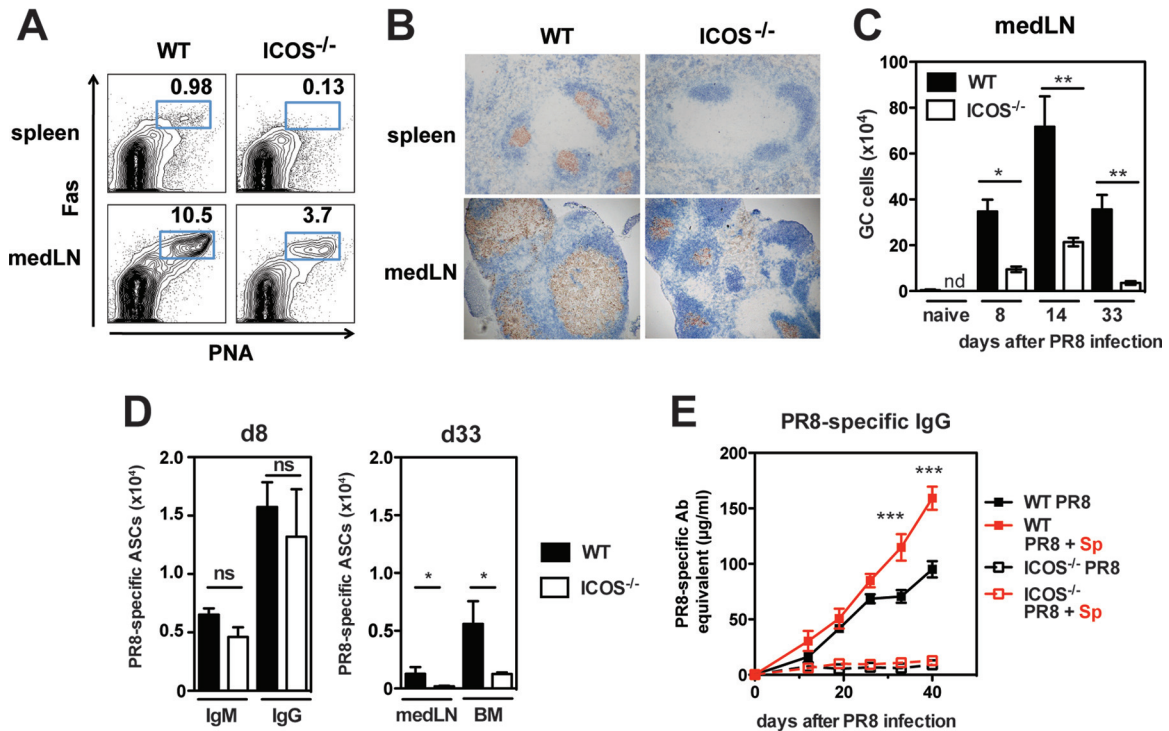 A
WT
ICOS-/-
spleen
0.98
0.13
Fas
medLN
10.5
3.7
PNA
B
WT
ICOS-/-
spleen
medLN
C
medLN
GC cells (x10⁴)
100
80
60
40
20
0
WT
ICOS-/-
*
**
**
nd
naive
8
14
33
days after PR8 infection
D
d8
PR8-specific ASCs (x10⁴)
2.0
1.5
1.0
0.5
0
ns
ns
IgM
IgG
d33
PR8-specific ASCs (x10⁴)
2.0
1.5
1.0
0.5
0
*
*
medLN
BM
WT
ICOS-/-
E
PR8-specific IgG
PR8-specific Ab
equivalent (µg/ml)
200
150
100
50
0
***
***
0
20
40
days after PR8 infection
WT PR8
WT
PR8 + Sp
ICOS-/- PR8
ICOS-/-
PR8 + Sp